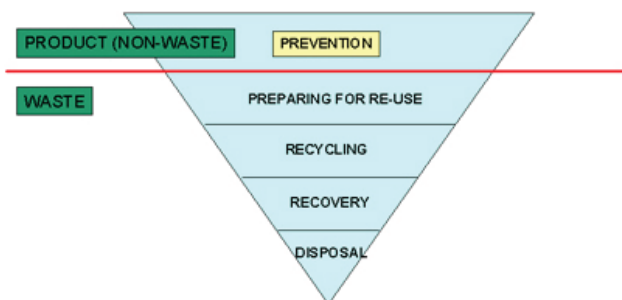 PRODUCT (NON-WASTE)
PREVENTION
WASTE
PREPARING FOR RE-USE
RECYCLING
RECOVERY
DISPOSAL